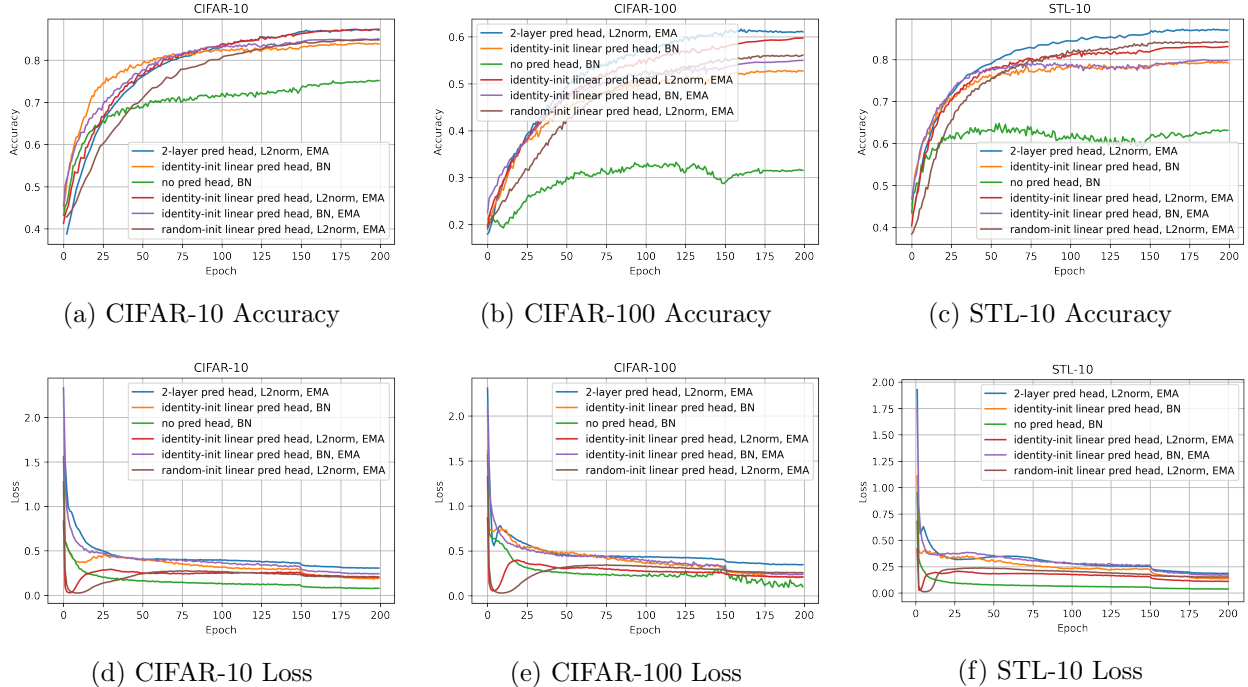 CIFAR-10
Accuracy
0.8
0.7
0.6
0.5
0.4
2-layer pred head, L2norm, EMA
identity-init linear pred head, BN
no pred head, BN
identity-init linear pred head, L2norm, EMA
identity-init linear pred head, BN, EMA
random-init linear pred head, L2norm, EMA
0 25 50 75 100 125 150 175 200
Epoch
(a) CIFAR-10 Accuracy
CIFAR-100
Accuracy
0.6
0.5
0.4
0.3
0.2
2-layer pred head, L2norm, EMA
identity-init linear pred head, BN
no pred head, BN
identity-init linear pred head, L2norm, EMA
identity-init linear pred head, BN, EMA
random-init linear pred head, L2norm, EMA
0 25 50 75 100 125 150 175 200
Epoch
(b) CIFAR-100 Accuracy
STL-10
Accuracy
0.8
0.7
0.6
0.5
0.4
2-layer pred head, L2norm, EMA
identity-init linear pred head, BN
no pred head, BN
identity-init linear pred head, L2norm, EMA
identity-init linear pred head, BN, EMA
random-init linear pred head, L2norm, EMA
0 25 50 75 100 125 150 175 200
Epoch
(c) STL-10 Accuracy
CIFAR-10
Loss
2.0
1.5
1.0
0.5
0.0
2-layer pred head, L2norm, EMA
identity-init linear pred head, BN
no pred head, BN
identity-init linear pred head, L2norm, EMA
identity-init linear pred head, BN, EMA
random-init linear pred head, L2norm, EMA
0 25 50 75 100 125 150 175 200
Epoch
(d) CIFAR-10 Loss
CIFAR-100
Loss
2.0
1.5
1.0
0.5
0.0
2-layer pred head, L2norm, EMA
identity-init linear pred head, BN
no pred head, BN
identity-init linear pred head, L2norm, EMA
identity-init linear pred head, BN, EMA
random-init linear pred head, L2norm, EMA
0 25 50 75 100 125 150 175 200
Epoch
(e) CIFAR-100 Loss
STL-10
Loss
2.00
1.75
1.50
1.25
1.00
0.75
0.50
0.25
0.00
2-layer pred head, L2norm, EMA
identity-init linear pred head, BN
no pred head, BN
identity-init linear pred head, L2norm, EMA
identity-init linear pred head, BN, EMA
random-init linear pred head, L2norm, EMA
0 25 50 75 100 125 150 175 200
Epoch
(f) STL-10 Loss